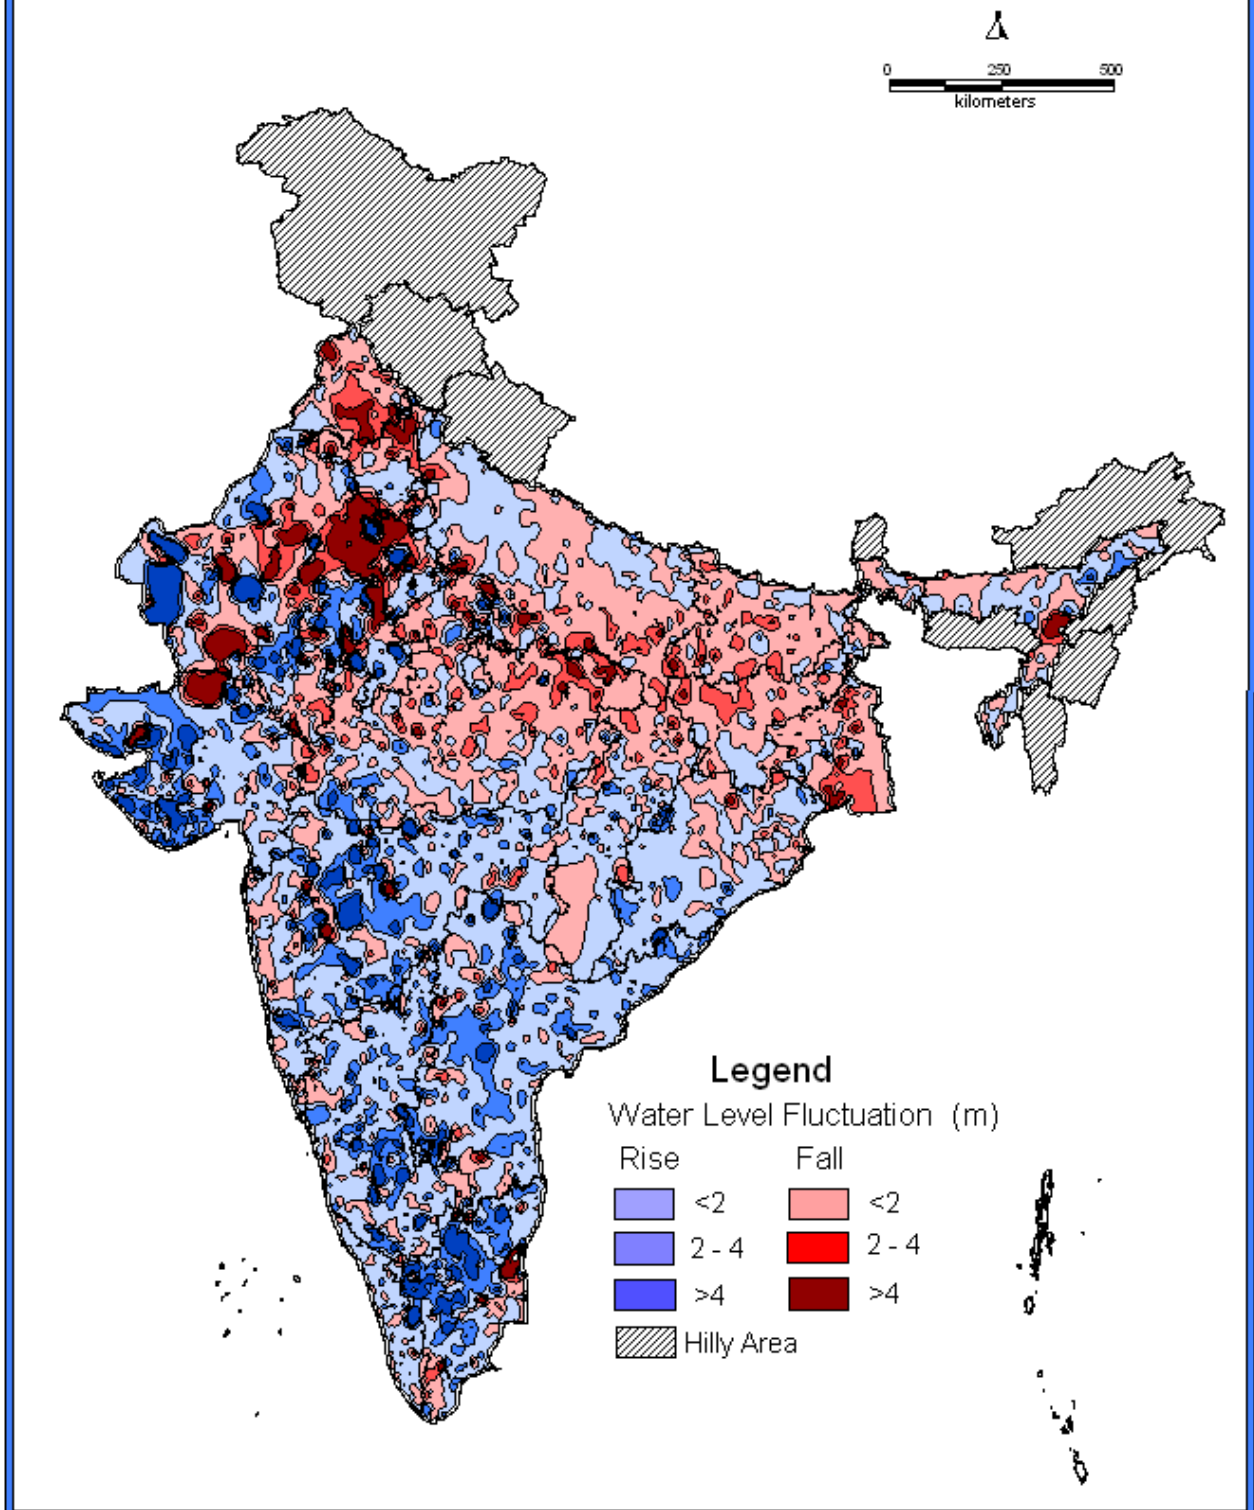 0 250 500
kilometers
Legend
Water Level Fluctuation (m)
Rise Fall
<2 <2
2 - 4 2 - 4
>4 >4
Hilly Area